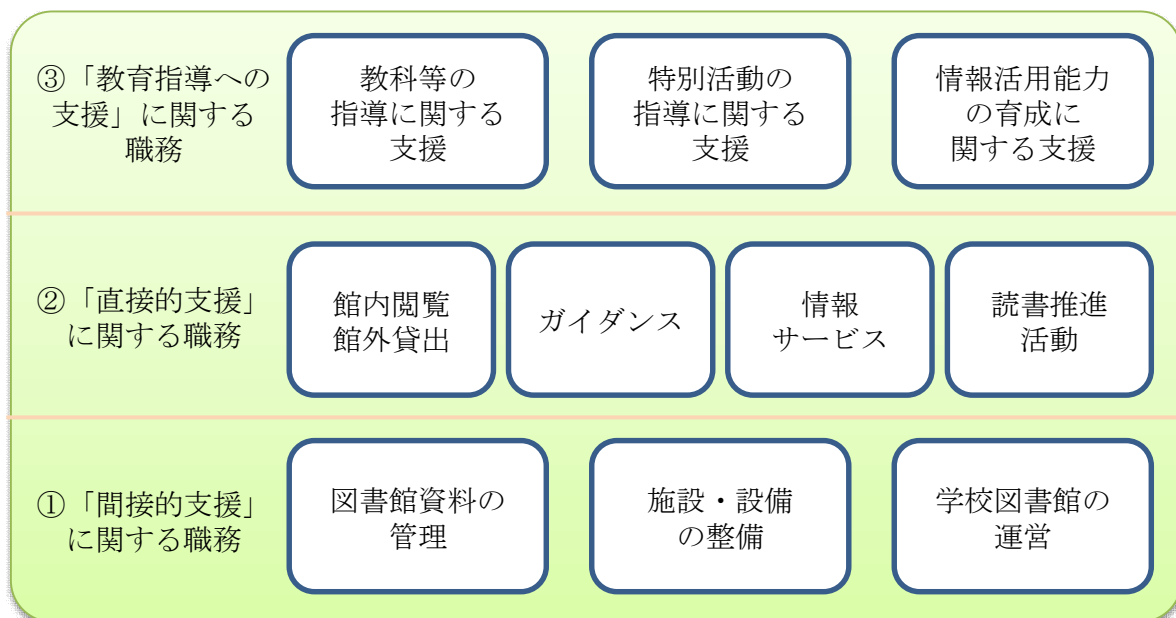 ③「教育指導への
支援」に関する
職務
教科等の
指導に関する
支援
特別活動の
指導に関する
支援
情報活用能力
の育成に
関する支援
②「直接的支援」
に関する職務
館内閲覧
館外貸出
ガイダンス
情報
サービス
読書推進
活動
①「間接的支援」
に関する職務
図書館資料の
管理
施設・設備
の整備
学校図書館の
運営